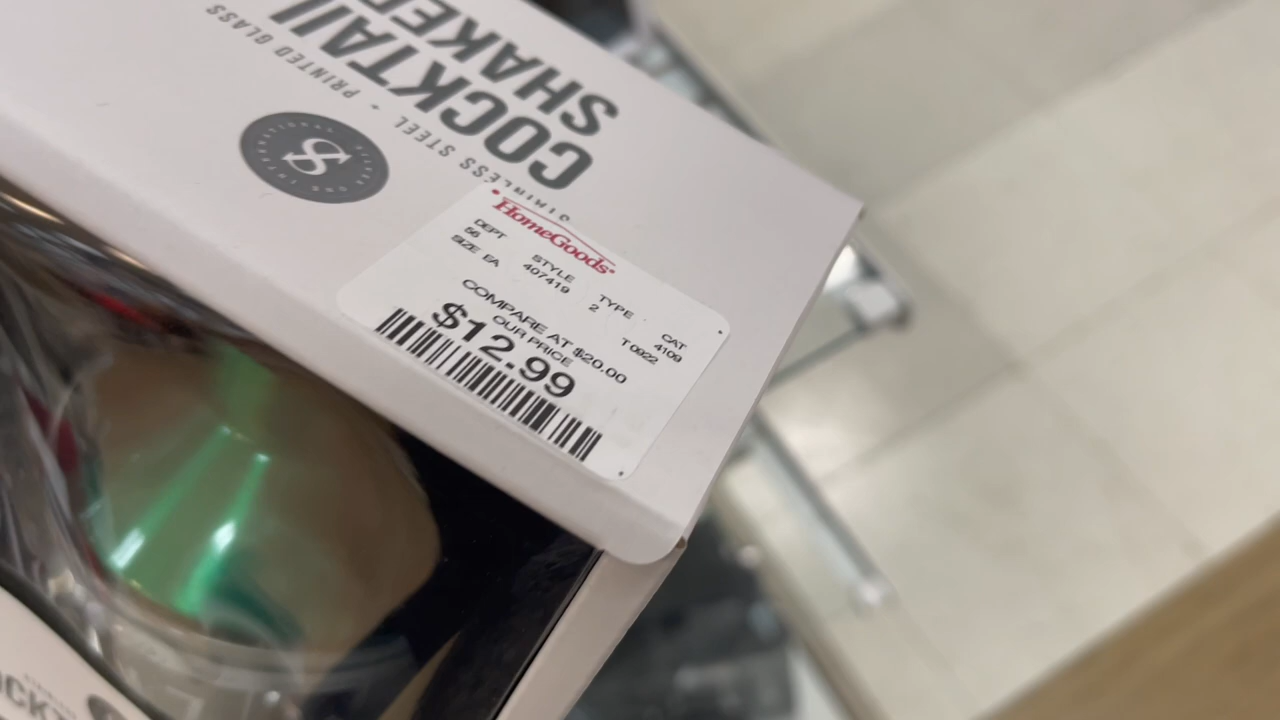 COCKTAIL
SHAKER
STAINLESS STEEL + PRINTED GLASS
S
HomeGoods
DEPT STYLE TYPE CAT
56 407419 2 4109
SIZE EA T0922
COMPARE AT $20.00
OUR PRICE
$12.99